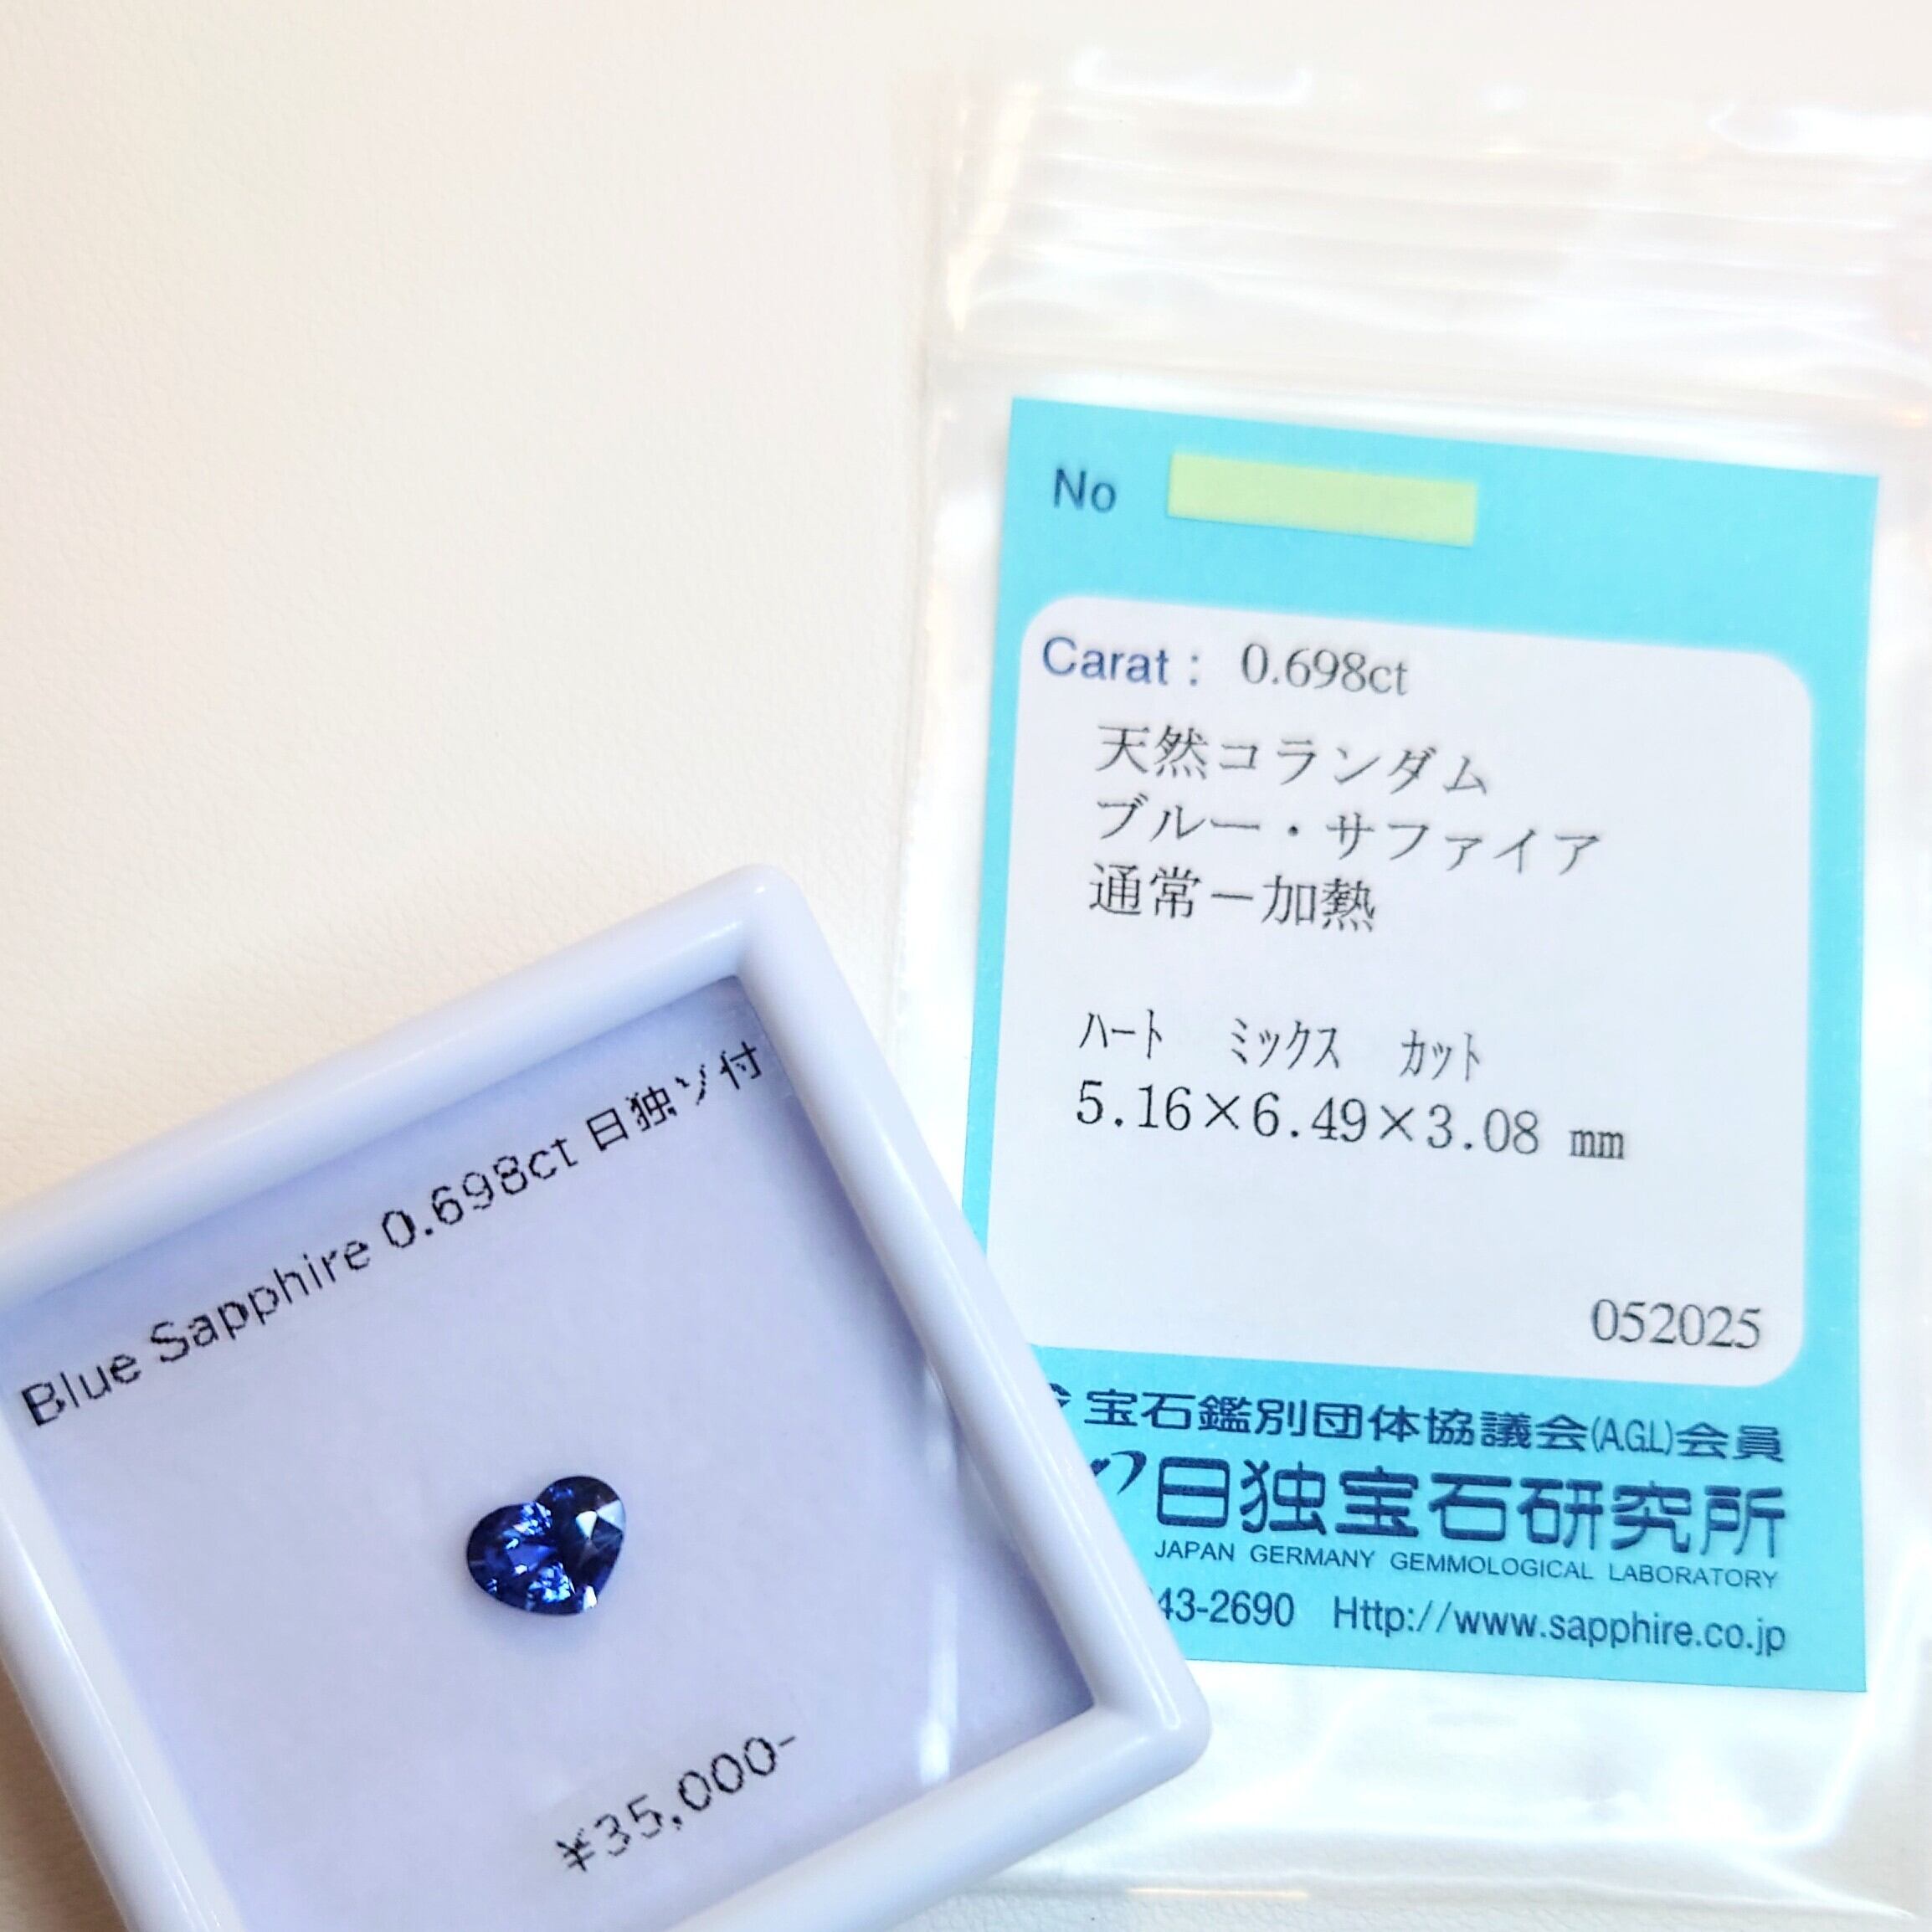 No
Carat : 0.698ct
天然コランダム
ブルー・サファイア
通常ー加熱
ハート ミックス カット
5.16×6.49×3.08 mm
052025
宝石鑑別団体協議会(A.G.L)会員
日独宝石研究所
JAPAN GERMANY GEMMOLOGICAL LABORATORY
43-2690 Http://www.sapphire.co.jp
Blue Sapphire 0.698ct 日独ソ付
¥35,000-